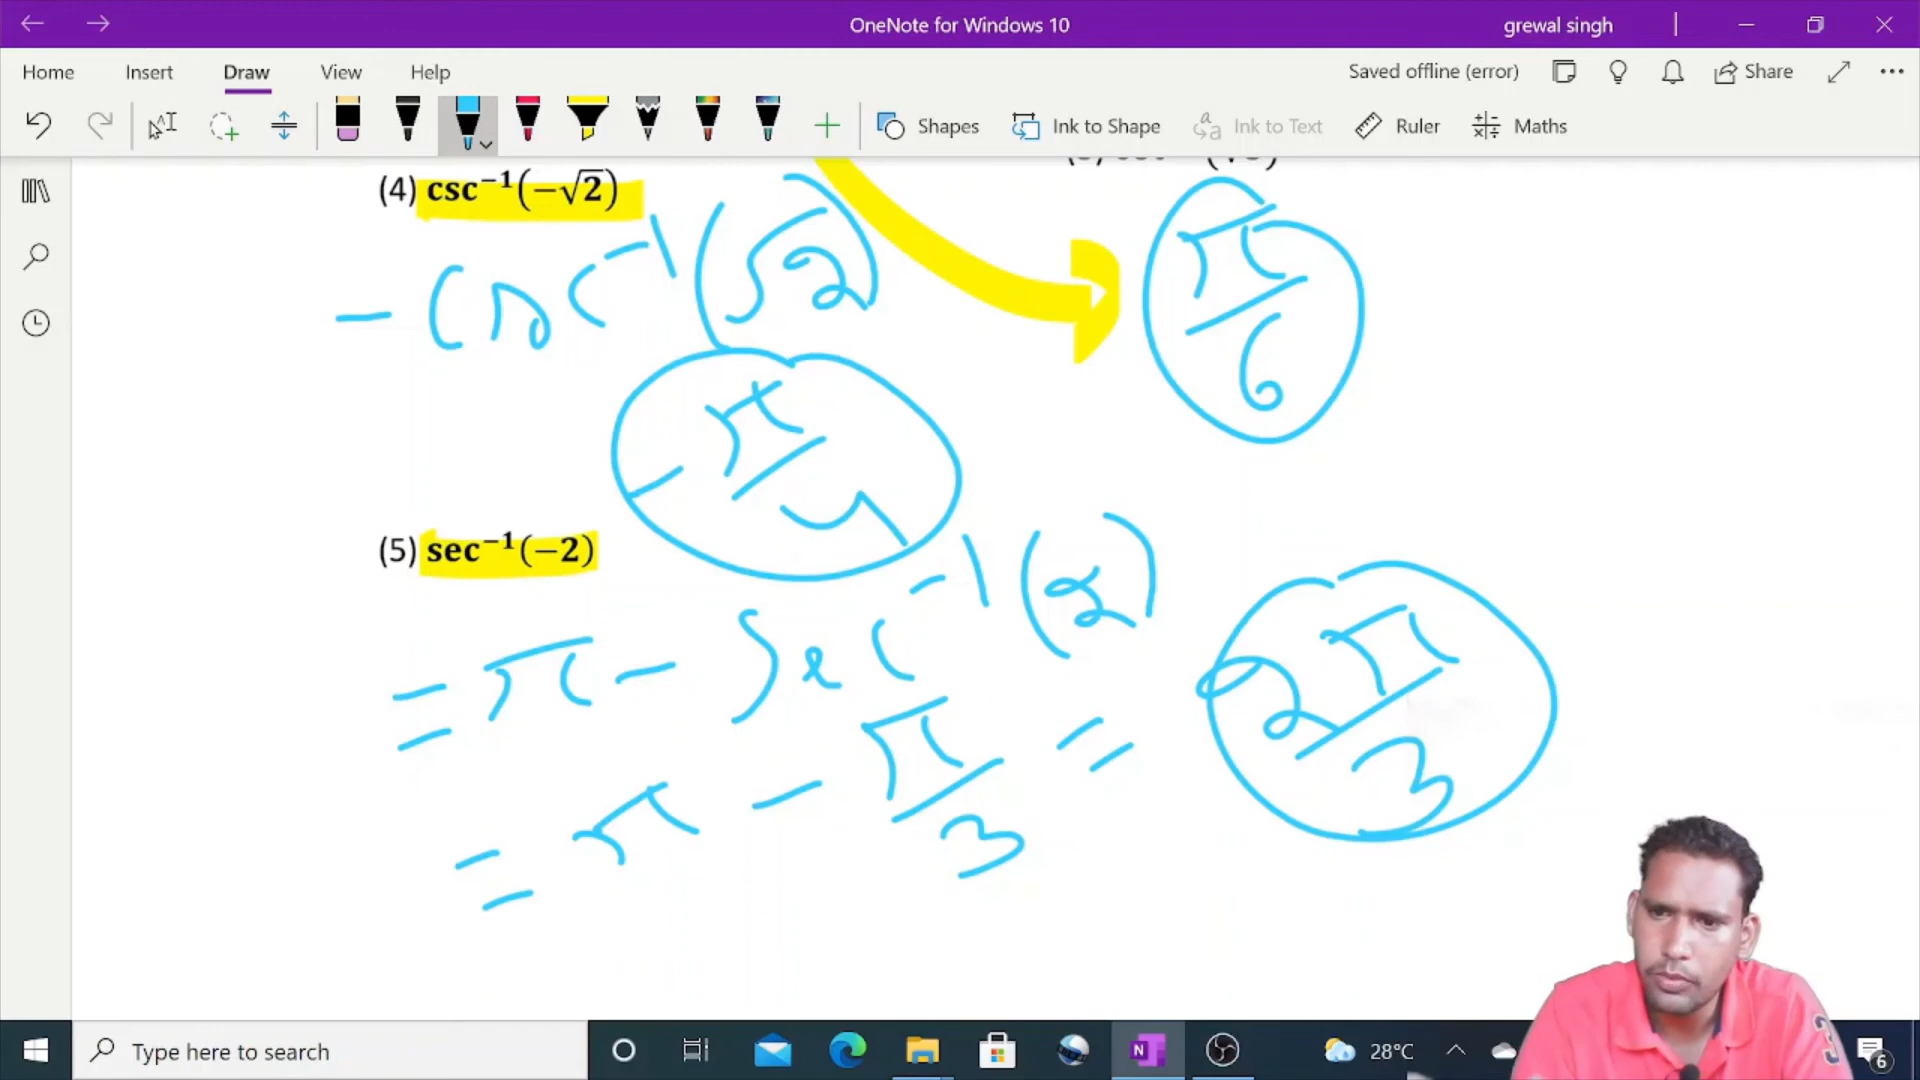 OneNote for Windows 10
grewal singh
Home Insert Draw View Help
Saved offline (error) Share
Shapes Ink to Shape Ink to Text Ruler Maths
(4) csc⁻¹(−√2)
− csc⁻¹(√2)
π/6
− π/4
(5) sec⁻¹(−2)
= π − sec⁻¹(2)
= π − π/3 = 2π/3
Type here to search
28°C
6
3